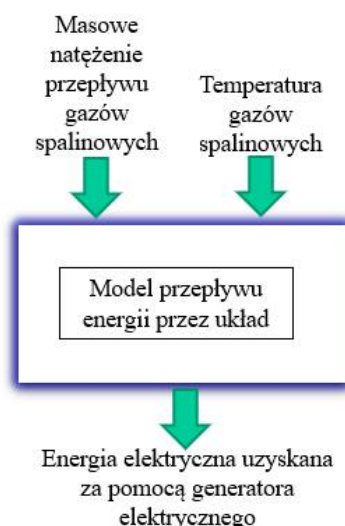 Masowe
natężenie
przepływu
gazów
spalinowych
Temperatura
gazów
spalinowych
Model przepływu
energii przez układ
Energia elektryczna uzyskana
za pomocą generatora
elektrycznego